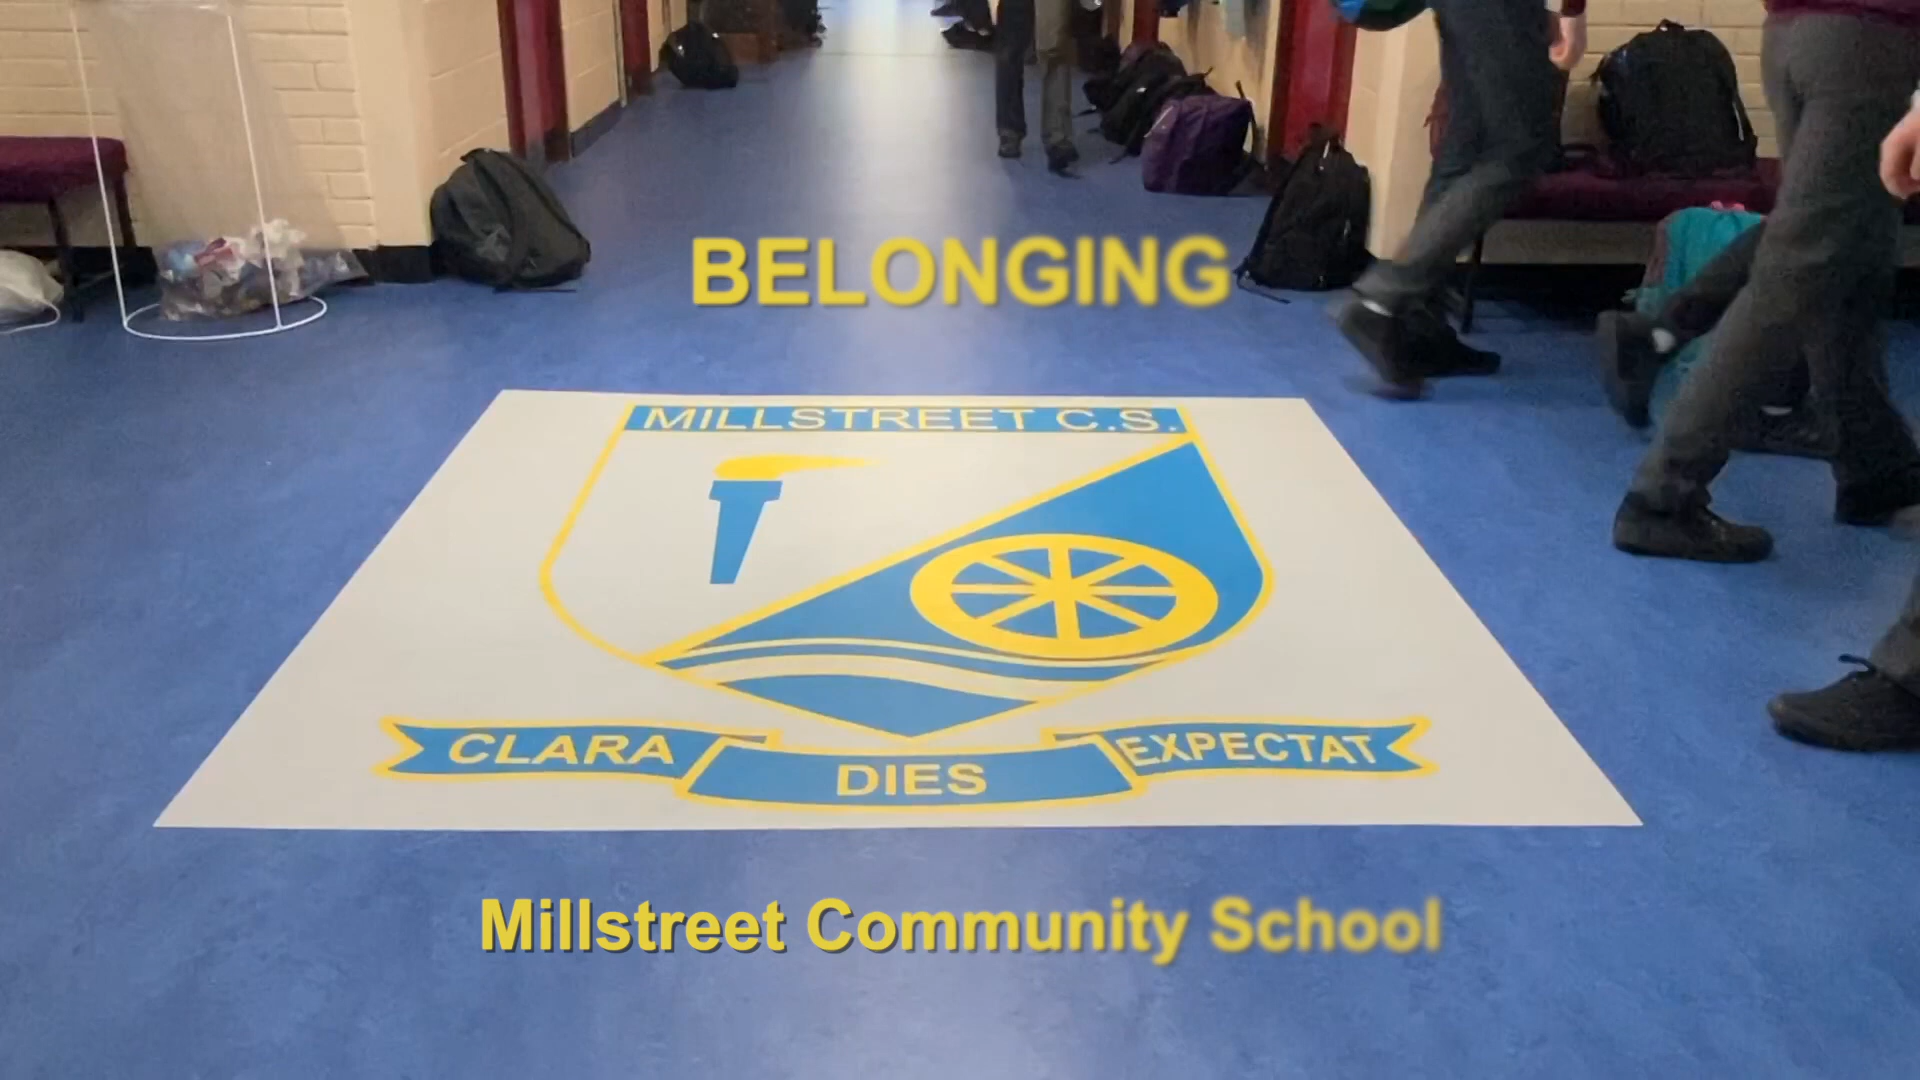 BELONGING
MILLSTREET C.S.
CLARA DIES EXPECTAT
Millstreet Community School